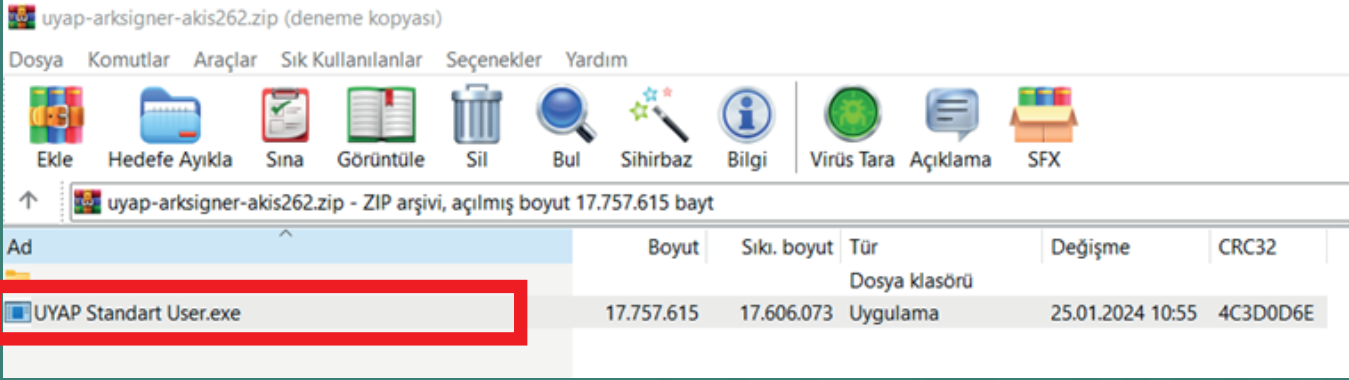 uyap-arksigner-akis262.zip (deneme kopyası)
Dosya Komutlar Araçlar Sık Kullanılanlar Seçenekler Yardım
Ekle Hedefe Ayıkla Sına Görüntüle Sil Bul Sihirbaz Bilgi Virüs Tara Açıklama SFX
uyap-arksigner-akis262.zip - ZIP arşivi, açılmış boyut 17.757.615 bayt
Ad Boyut Sıkı. boyut Tür Değişme CRC32
Dosya klasörü
UYAP Standart User.exe 17.757.615 17.606.073 Uygulama 25.01.2024 10:55 4C3D0D6E